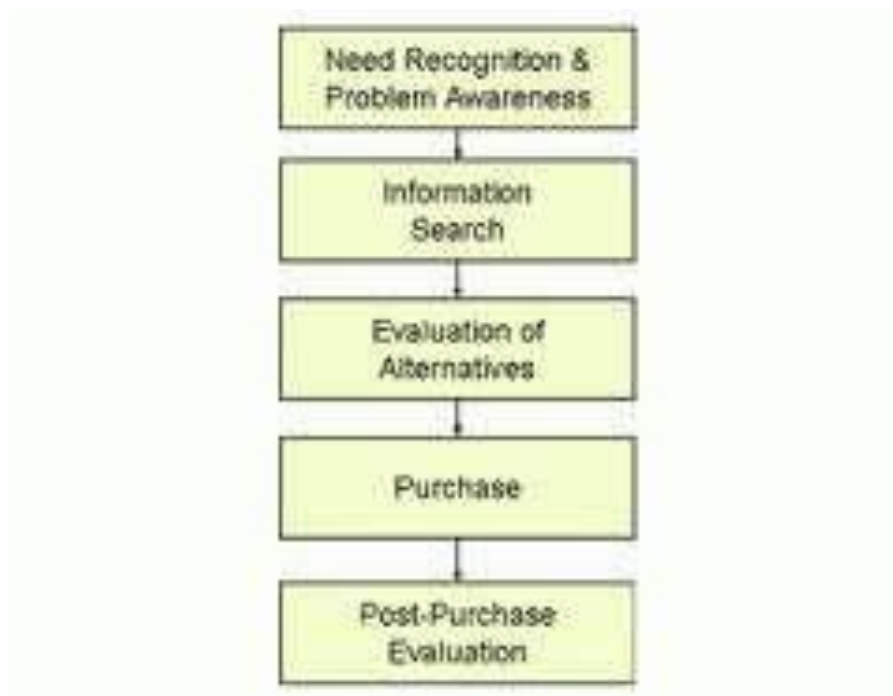 Need Recognition &
Problem Awareness
Information
Search
Evaluation of
Alternatives
Purchase
Post-Purchase
Evaluation